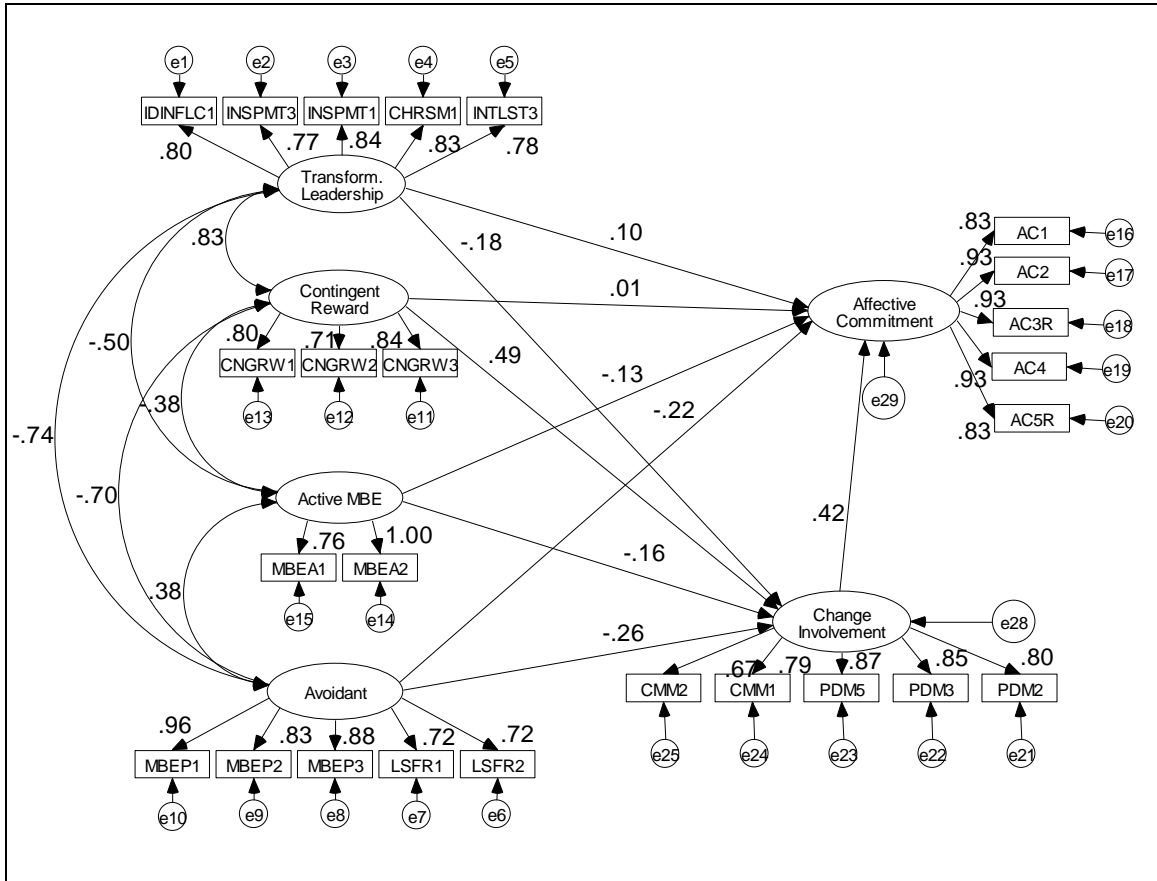 e1 e2 e3 e4 e5
IDINFLC1 INSPMT3 INSPMT1 CHRSM1 INTLST3
.80 .77 .84 .83 .78
Transform.
Leadership
.83
-.18
.10
AC1 e16
.83
AC2 e17
.93
Contingent
Reward
.01
Affective
Commitment
.93
AC3R e18
.80 .71 .84
CNGRW1 CNGRW2 CNGRW3
-.50
.49
AC4 e19
.93
-.38
-.13
e29
e13 e12 e11
-.22
AC5R e20
.83
-.74
-.70
Active MBE
.42
.76 1.00
MBEA1 MBEA2
-.16
.38
e15 e14
Change
Involvement
e28
-.26
Avoidant
.67 .79 .87 .85 .80
CMM2 CMM1 PDM5 PDM3 PDM2
.96 .83 .88 .72 .72
MBEP1 MBEP2 MBEP3 LSFR1 LSFR2
e25 e24 e23 e22 e21
e10 e9 e8 e7 e6